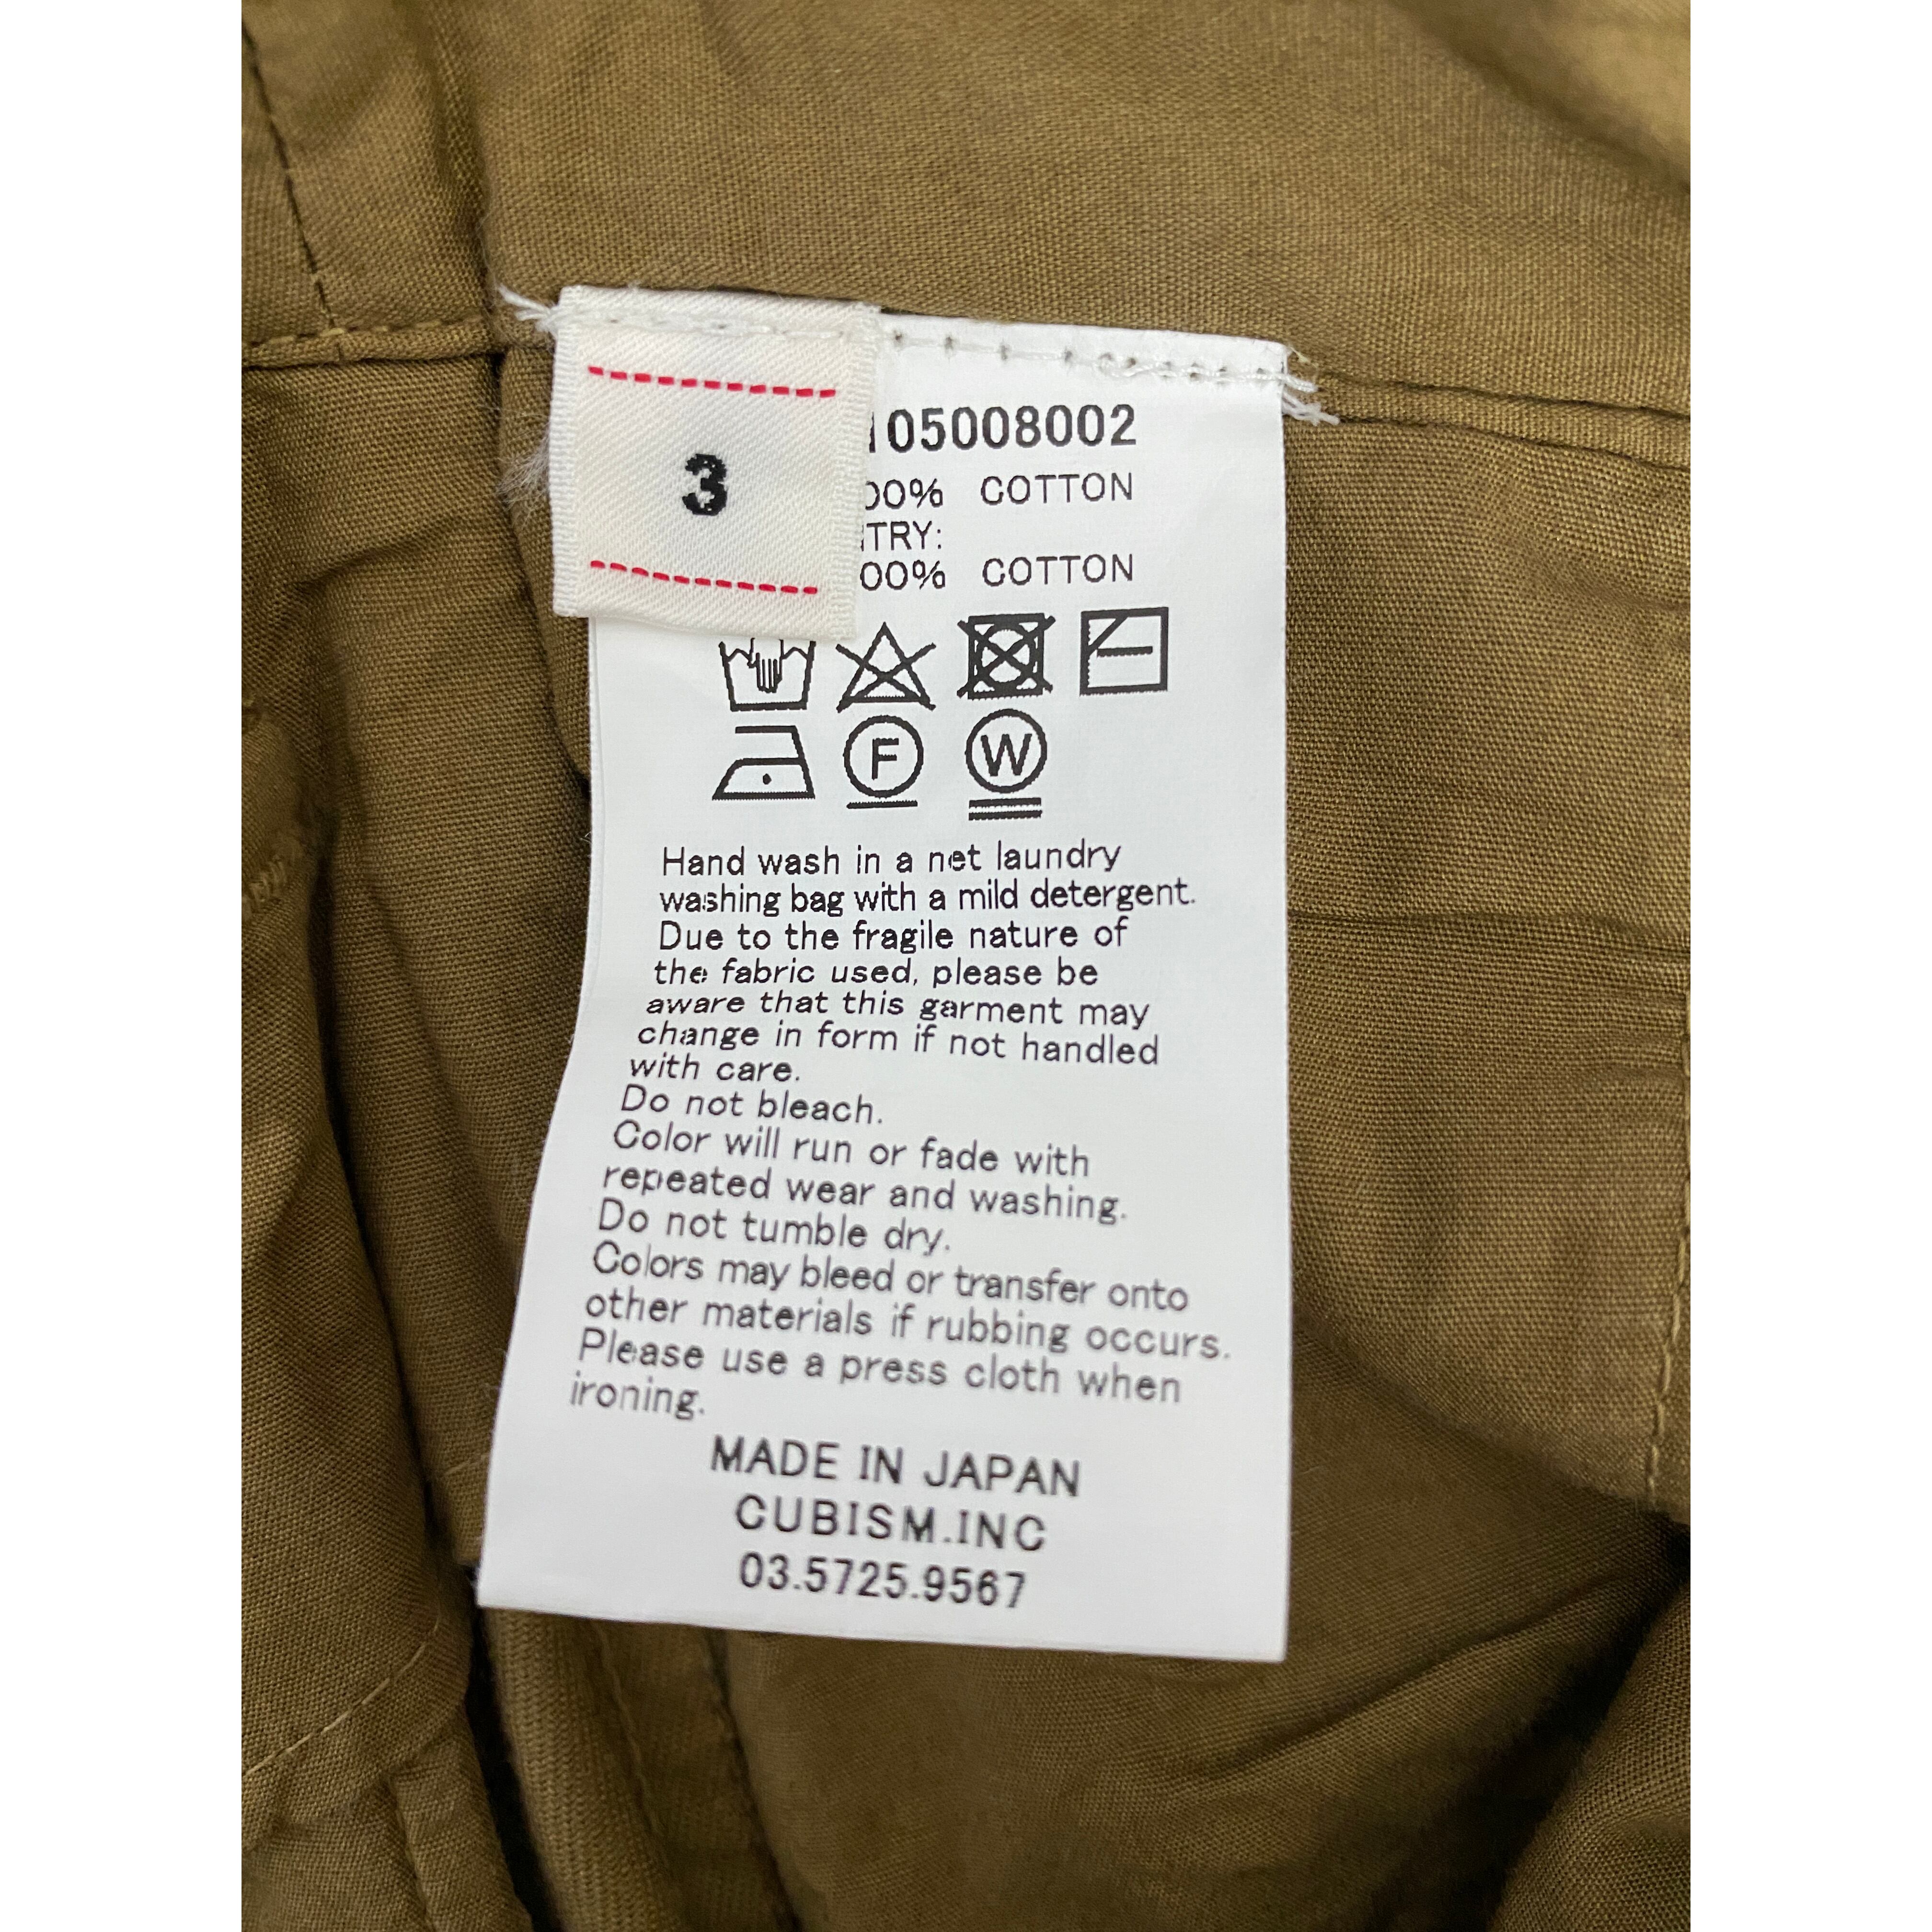 3
105008002
00% COTTON
TRY:
00% COTTON
F
W
Hand wash in a net laundry
washing bag with a mild detergent.
Due to the fragile nature of
the fabric used, please be
aware that this garment may
change in form if not handled
with care.
Do not bleach.
Color will run or fade with
repeated wear and washing.
Do not tumble dry.
Colors may bleed or transfer onto
other materials if rubbing occurs.
Please use a press cloth when
ironing.
MADE IN JAPAN
CUBISM.INC
03.5725.9567